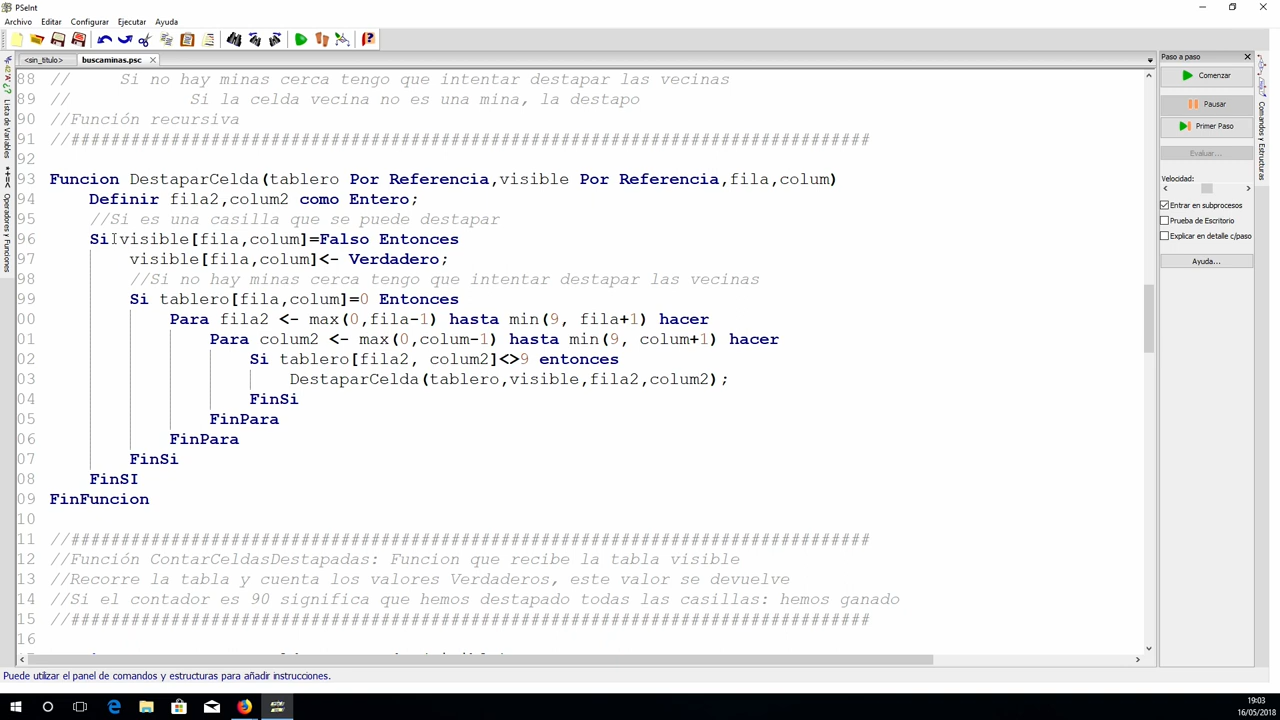 PSeInt
Archivo Editar Configurar Ejecutar Ayuda
<sin_titulo> buscaminas.psc
88 // Si no hay minas cerca tengo que intentar destapar las vecinas
89 // Si la celda vecina no es una mina, la destapo
90 //Función recursiva
91 //################################################################################
92
93 Funcion DestaparCelda(tablero Por Referencia,visible Por Referencia,fila,colum)
94 Definir fila2,colum2 como Entero;
95 //Si es una casilla que se puede destapar
96 Si visible[fila,colum]=Falso Entonces
97 visible[fila,colum]<- Verdadero;
98 //Si no hay minas cerca tengo que intentar destapar las vecinas
99 Si tablero[fila,colum]=0 Entonces
00 Para fila2 <- max(0,fila-1) hasta min(9, fila+1) hacer
01 Para colum2 <- max(0,colum-1) hasta min(9, colum+1) hacer
02 Si tablero[fila2, colum2]<>9 entonces
03 DestaparCelda(tablero,visible,fila2,colum2);
04 FinSi
05 FinPara
06 FinPara
07 FinSi
08 FinSI
09 FinFuncion
10
11 //################################################################################
12 //Función ContarCeldasDestapadas: Funcion que recibe la tabla visible
13 //Recorre la tabla y cuenta los valores Verdaderos, este valor se devuelve
14 //Si el contador es 90 significa que hemos destapado todas las casillas: hemos ganado
15 //################################################################################
16
Puede utilizar el panel de comandos y estructuras para añadir instrucciones.
Lista de Variables
Operadores y Funciones
Paso a paso
Comenzar
Pausar
Primer Paso
Evaluar...
Velocidad:
Entrar en subprocesos
Prueba de Escritorio
Explicar en detalle c/paso
Ayuda...
Comandos y Estructuras
19:03
16/05/2018